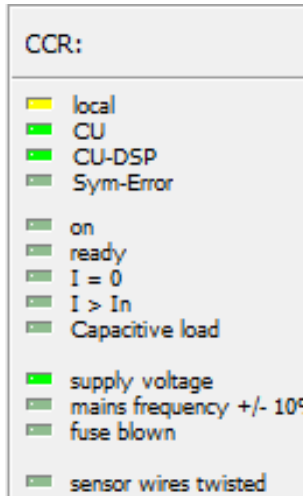 CCR:
local
CU
CU-DSP
Sym-Error
on
ready
I = 0
I > In
Capacitive load
supply voltage
mains frequency +/- 10%
fuse blown
sensor wires twisted